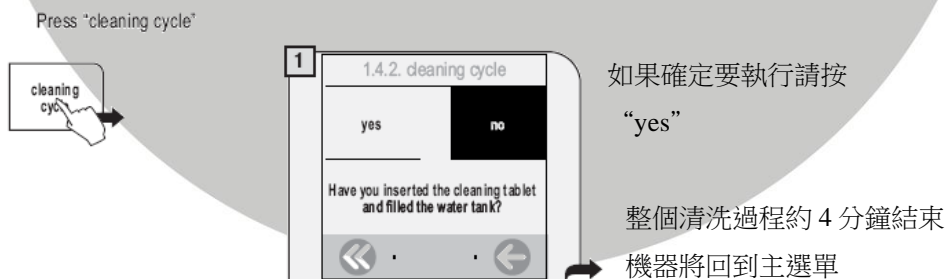 Press "cleaning cycle"
cleaning
cyc
1
1.4.2. cleaning cycle
yes
no
Have you inserted the cleaning tablet
and filled the water tank?
如果確定要執行請按
“yes”
整個清洗過程約 4 分鐘結束
機器將回到主選單